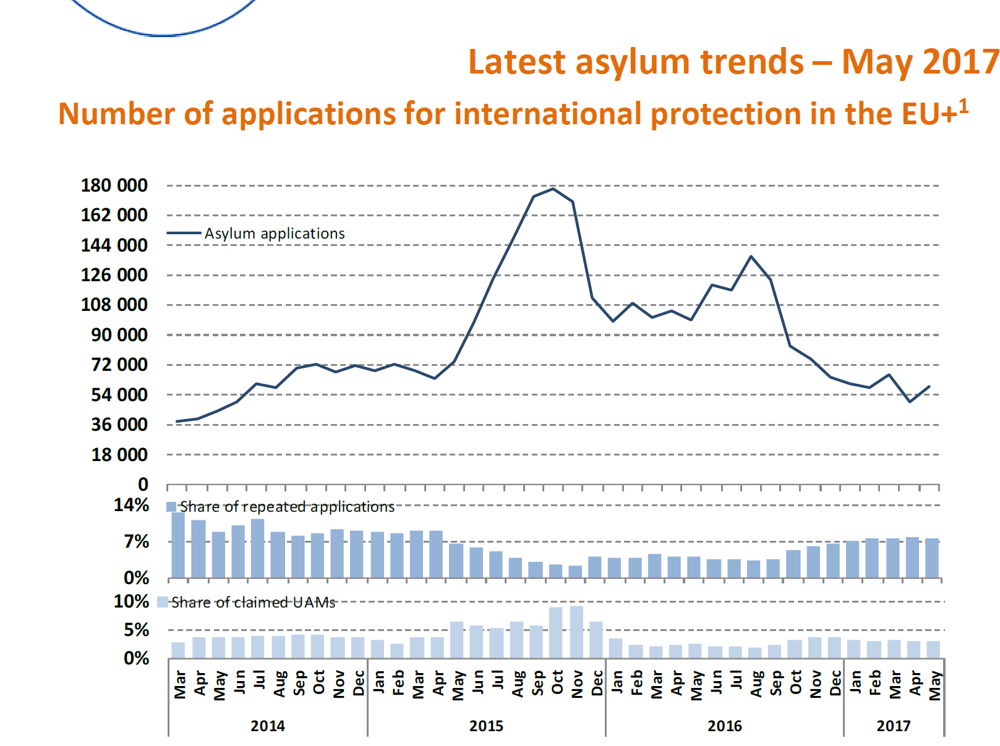 Latest asylum trends – May 2017
Number of applications for international protection in the EU+1
180 000
162 000
Asylum applications
144 000
126 000
108 000
90 000
72 000
54 000
36 000
18 000
0
14%
Share of repeated applications
7%
0%
10%
Share of claimed UAMs
5%
0%
Mar Apr May Jun Jul Aug Sep Oct Nov Dec Jan Feb Mar Apr May Jun Jul Aug Sep Oct Nov Dec Jan Feb Mar Apr May Jun Jul Aug Sep Oct Nov Dec Jan Feb Mar Apr May
2014 2015 2016 2017